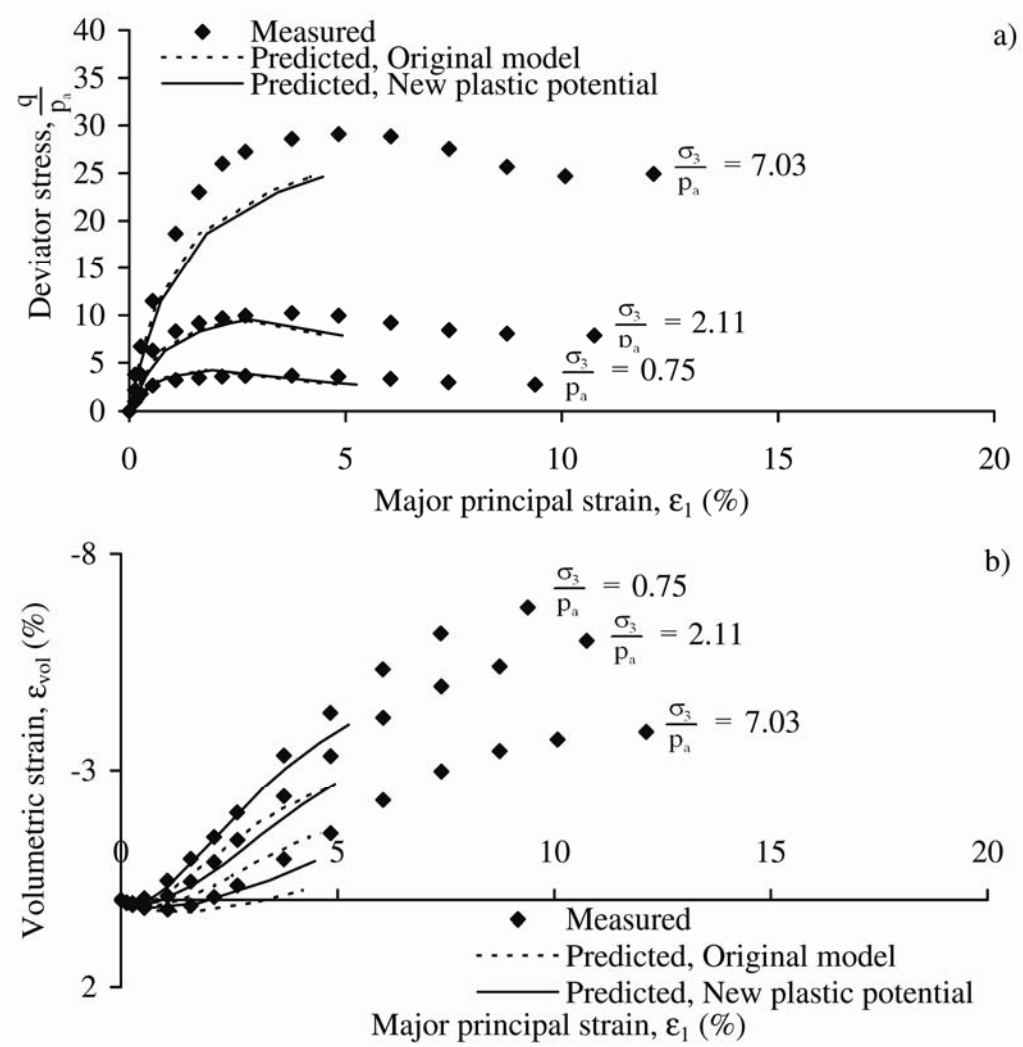 a)
Measured
Predicted, Original model
Predicted, New plastic potential
40
35
30
25
20
15
10
5
0
Deviator stress, q/pₐ
σ₃/pₐ = 7.03
σ₃/pₐ = 2.11
σ₃/pₐ = 0.75
0 5 10 15 20
Major principal strain, ε₁ (%)
b)
-8
-3
2
Volumetric strain, εvol (%)
σ₃/pₐ = 0.75
σ₃/pₐ = 2.11
σ₃/pₐ = 7.03
0 5 10 15 20
Measured
Predicted, Original model
Predicted, New plastic potential
Major principal strain, ε₁ (%)